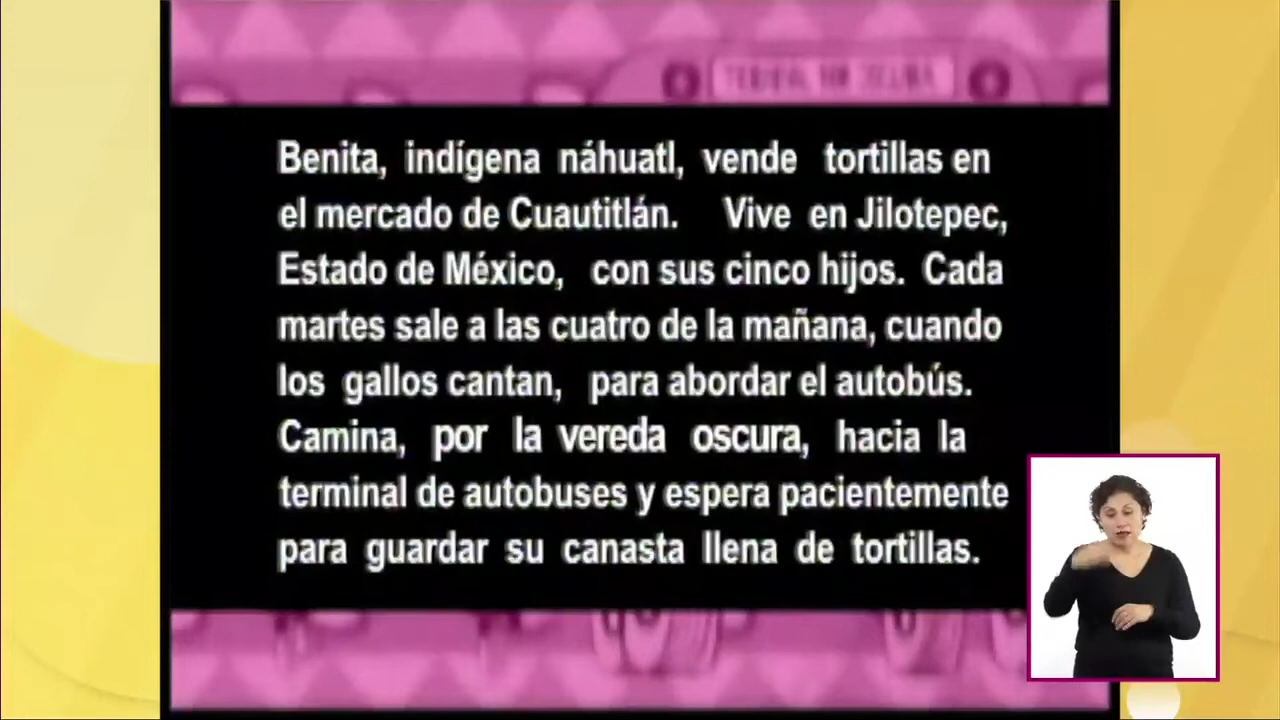 Benita, indígena náhuatl, vende tortillas en
el mercado de Cuautitlán. Vive en Jilotepec,
Estado de México, con sus cinco hijos. Cada
martes sale a las cuatro de la mañana, cuando
los gallos cantan, para abordar el autobús.
Camina, por la vereda oscura, hacia la
terminal de autobuses y espera pacientemente
para guardar su canasta llena de tortillas.